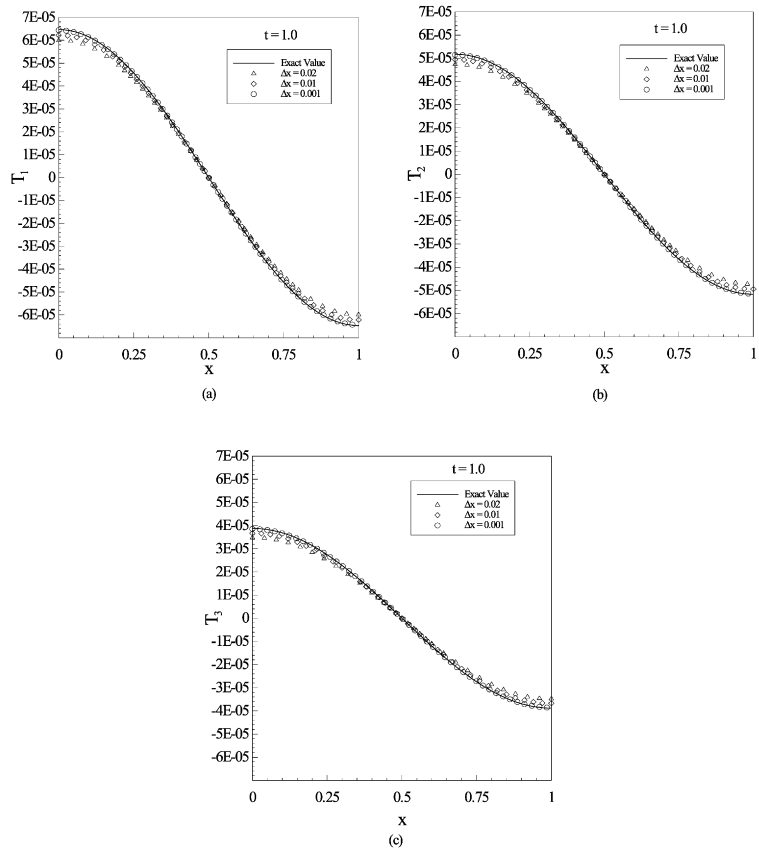 7E-05
6E-05
5E-05
4E-05
3E-05
2E-05
1E-05
0
-1E-05
-2E-05
-3E-05
-4E-05
-5E-05
-6E-05
T1
t = 1.0
Exact Value
Δx = 0.02
Δx = 0.01
Δx = 0.001
0 0.25 0.5 0.75 1
x
(a)
7E-05
6E-05
5E-05
4E-05
3E-05
2E-05
1E-05
0
-1E-05
-2E-05
-3E-05
-4E-05
-5E-05
-6E-05
T2
t = 1.0
Exact Value
Δx = 0.02
Δx = 0.01
Δx = 0.001
0 0.25 0.5 0.75 1
x
(b)
7E-05
6E-05
5E-05
4E-05
3E-05
2E-05
1E-05
0
-1E-05
-2E-05
-3E-05
-4E-05
-5E-05
-6E-05
T3
t = 1.0
Exact Value
Δx = 0.02
Δx = 0.01
Δx = 0.001
0 0.25 0.5 0.75 1
x
(c)